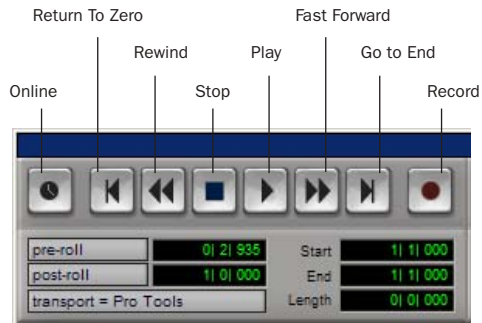 Return To Zero Fast Forward
Rewind Play Go to End
Online Stop Record
pre-roll 0| 2| 935 Start 1| 1| 000
post-roll 1| 0| 000 End 1| 1| 000
transport = Pro Tools Length 0| 0| 000